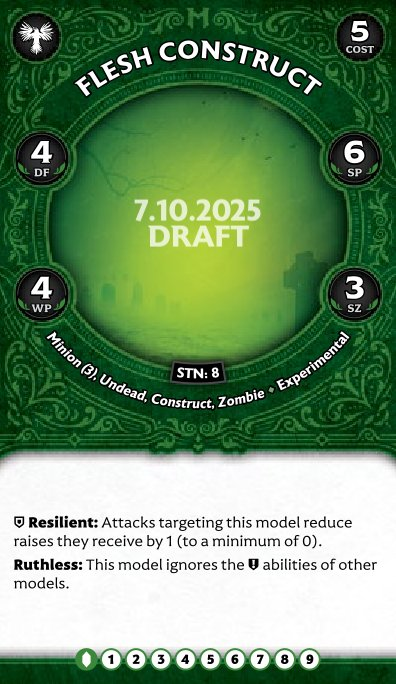 5
COST
FLESH CONSTRUCT
4
DF
6
SP
7.10.2025
DRAFT
4
WP
3
SZ
STN: 8
Minion (3), Undead, Construct, Zombie • Experimental
Resilient: Attacks targeting this model reduce
raises they receive by 1 (to a minimum of 0).
Ruthless: This model ignores the abilities of other
models.
1 2 3 4 5 6 7 8 9